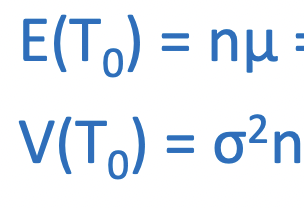 E(T₀) = nμ =
V(T₀) = σ²n